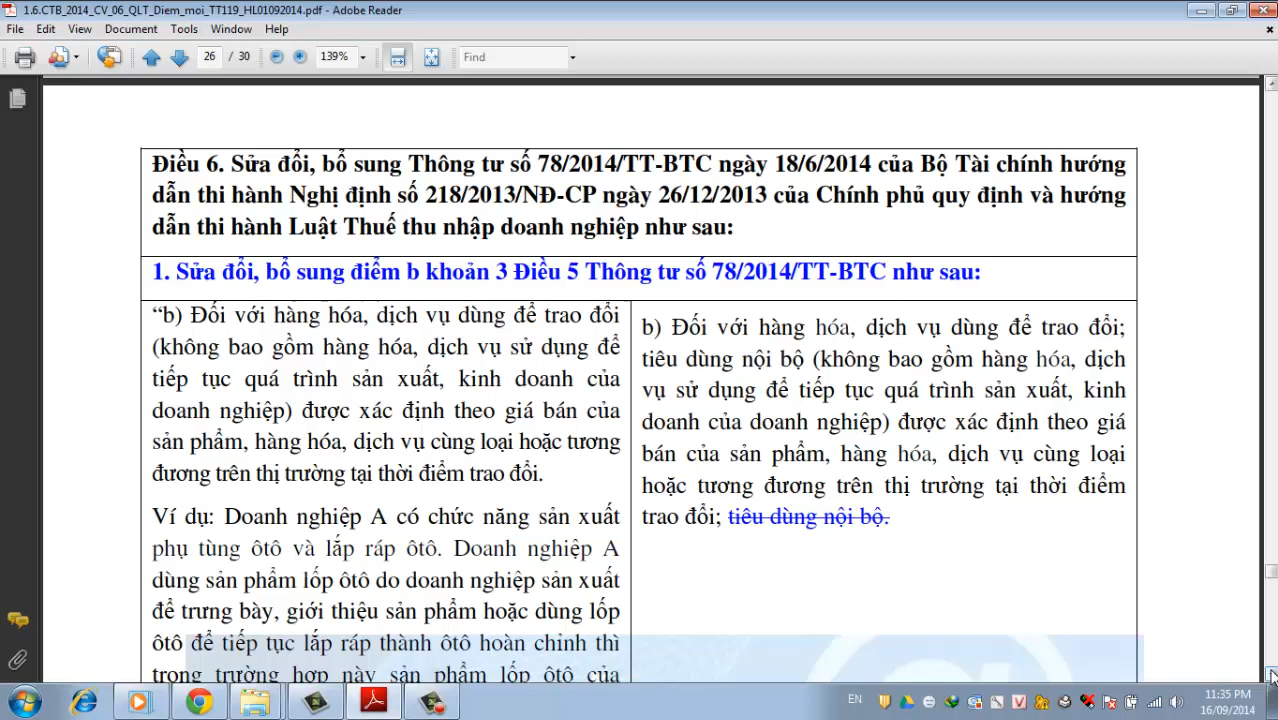 1.6.CTB_2014_CV_06_QLT_Diem_moi_TT119_HL01092014.pdf - Adobe Reader
File Edit View Document Tools Window Help
26 / 30 139% Find
Điều 6. Sửa đổi, bổ sung Thông tư số 78/2014/TT-BTC ngày 18/6/2014 của Bộ Tài chính hướng
dẫn thi hành Nghị định số 218/2013/NĐ-CP ngày 26/12/2013 của Chính phủ quy định và hướng
dẫn thi hành Luật Thuế thu nhập doanh nghiệp như sau:
1. Sửa đổi, bổ sung điểm b khoản 3 Điều 5 Thông tư số 78/2014/TT-BTC như sau:
“b) Đối với hàng hóa, dịch vụ dùng để trao đổi
(không bao gồm hàng hóa, dịch vụ sử dụng để
tiếp tục quá trình sản xuất, kinh doanh của
doanh nghiệp) được xác định theo giá bán của
sản phẩm, hàng hóa, dịch vụ cùng loại hoặc tương
đương trên thị trường tại thời điểm trao đổi.
Ví dụ: Doanh nghiệp A có chức năng sản xuất
phụ tùng ôtô và lắp ráp ôtô. Doanh nghiệp A
dùng sản phẩm lốp ôtô do doanh nghiệp sản xuất
để trưng bày, giới thiệu sản phẩm hoặc dùng lốp
ôtô để tiếp tục lắp ráp thành ôtô hoàn chỉnh thì
trong trường hợp này sản phẩm lốp ôtô của
b) Đối với hàng hóa, dịch vụ dùng để trao đổi;
tiêu dùng nội bộ (không bao gồm hàng hóa, dịch
vụ sử dụng để tiếp tục quá trình sản xuất, kinh
doanh của doanh nghiệp) được xác định theo giá
bán của sản phẩm, hàng hóa, dịch vụ cùng loại
hoặc tương đương trên thị trường tại thời điểm
trao đổi; tiêu dùng nội bộ.
EN
11:35 PM
16/09/2014